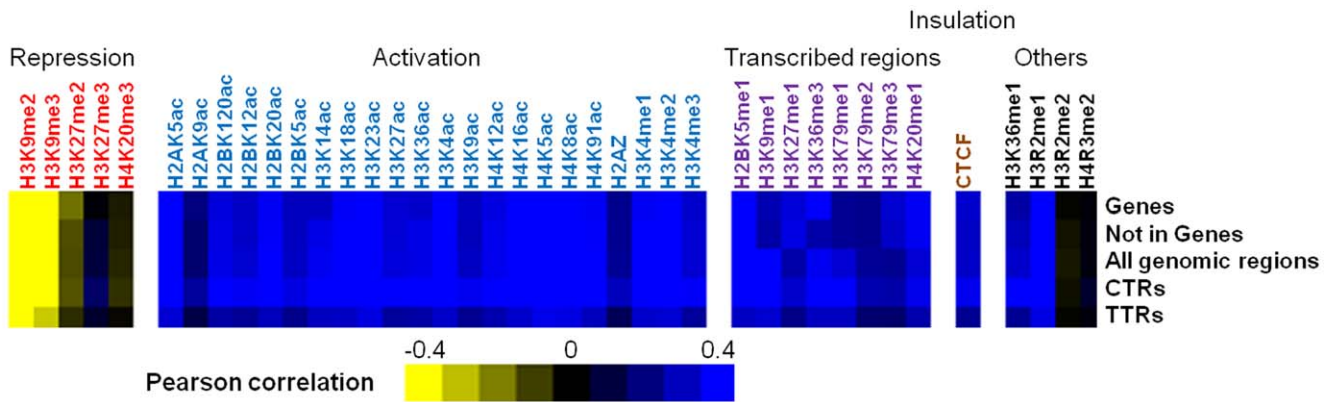 Insulation
Repression
Activation
Transcribed regions
Others
H3K9me2
H3K9me3
H3K27me2
H3K27me3
H4K20me3
H2AK5ac
H2AK9ac
H2BK120ac
H2BK12ac
H2BK20ac
H2BK5ac
H3K14ac
H3K18ac
H3K23ac
H3K27ac
H3K36ac
H3K4ac
H3K9ac
H4K12ac
H4K16ac
H4K5ac
H4K8ac
H4K91ac
H2AZ
H3K4me1
H3K4me2
H3K4me3
H2BK5me1
H3K9me1
H3K27me1
H3K36me3
H3K79me1
H3K79me2
H3K79me3
H4K20me1
CTCF
H3K36me1
H3R2me1
H3R2me2
H4R3me2
Genes
Not in Genes
All genomic regions
CTRs
TTRs
-0.4 0 0.4
Pearson correlation